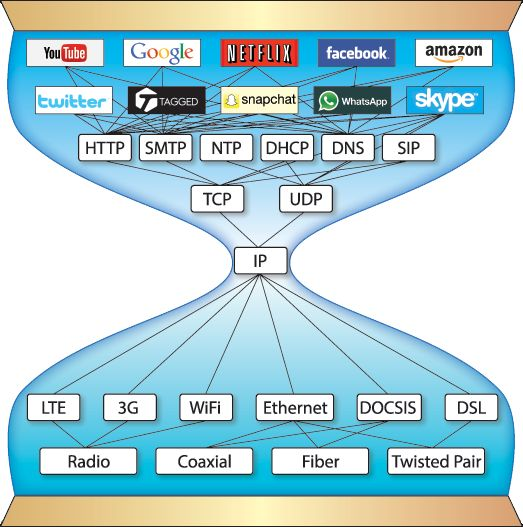 YouTube Google NETFLIX facebook amazon
twitter TAGGED snapchat WhatsApp skype™
HTTP SMTP NTP DHCP DNS SIP
TCP UDP
IP
LTE 3G WiFi Ethernet DOCSIS DSL
Radio Coaxial Fiber Twisted Pair